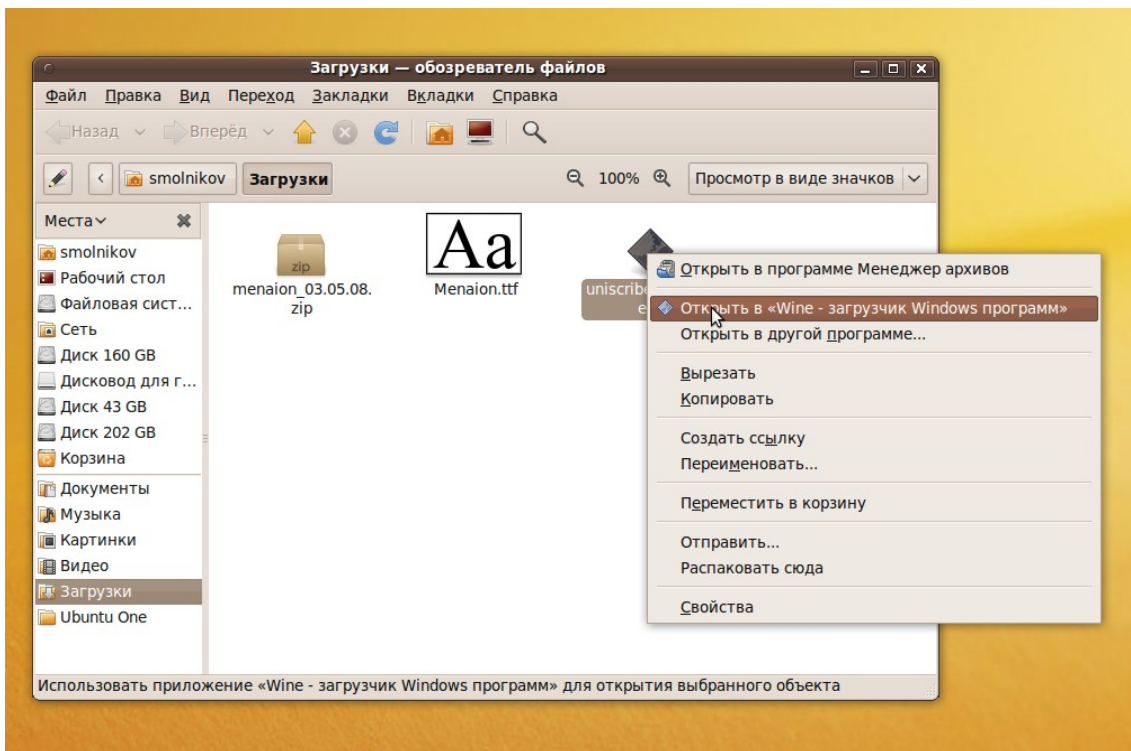 Загрузки — обозреватель файлов
Файл Правка Вид Переход Закладки Вкладки Справка
Назад Вперёд
smolnikov Загрузки 100% Просмотр в виде значков
Места
smolnikov
Рабочий стол
Файловая сист...
Сеть
Диск 160 GB
Дисковод для г...
Диск 43 GB
Диск 202 GB
Корзина
Документы
Музыка
Картинки
Видео
Загрузки
Ubuntu One
zip
menaion_03.05.08.
zip
Aa
Menaion.ttf
Открыть в программе Менеджер архивов
Открыть в «Wine - загрузчик Windows программ»
Открыть в другой программе...
Вырезать
Копировать
Создать ссылку
Переименовать...
Переместить в корзину
Отправить...
Распаковать сюда
Свойства
Использовать приложение «Wine - загрузчик Windows программ» для открытия выбранного объекта